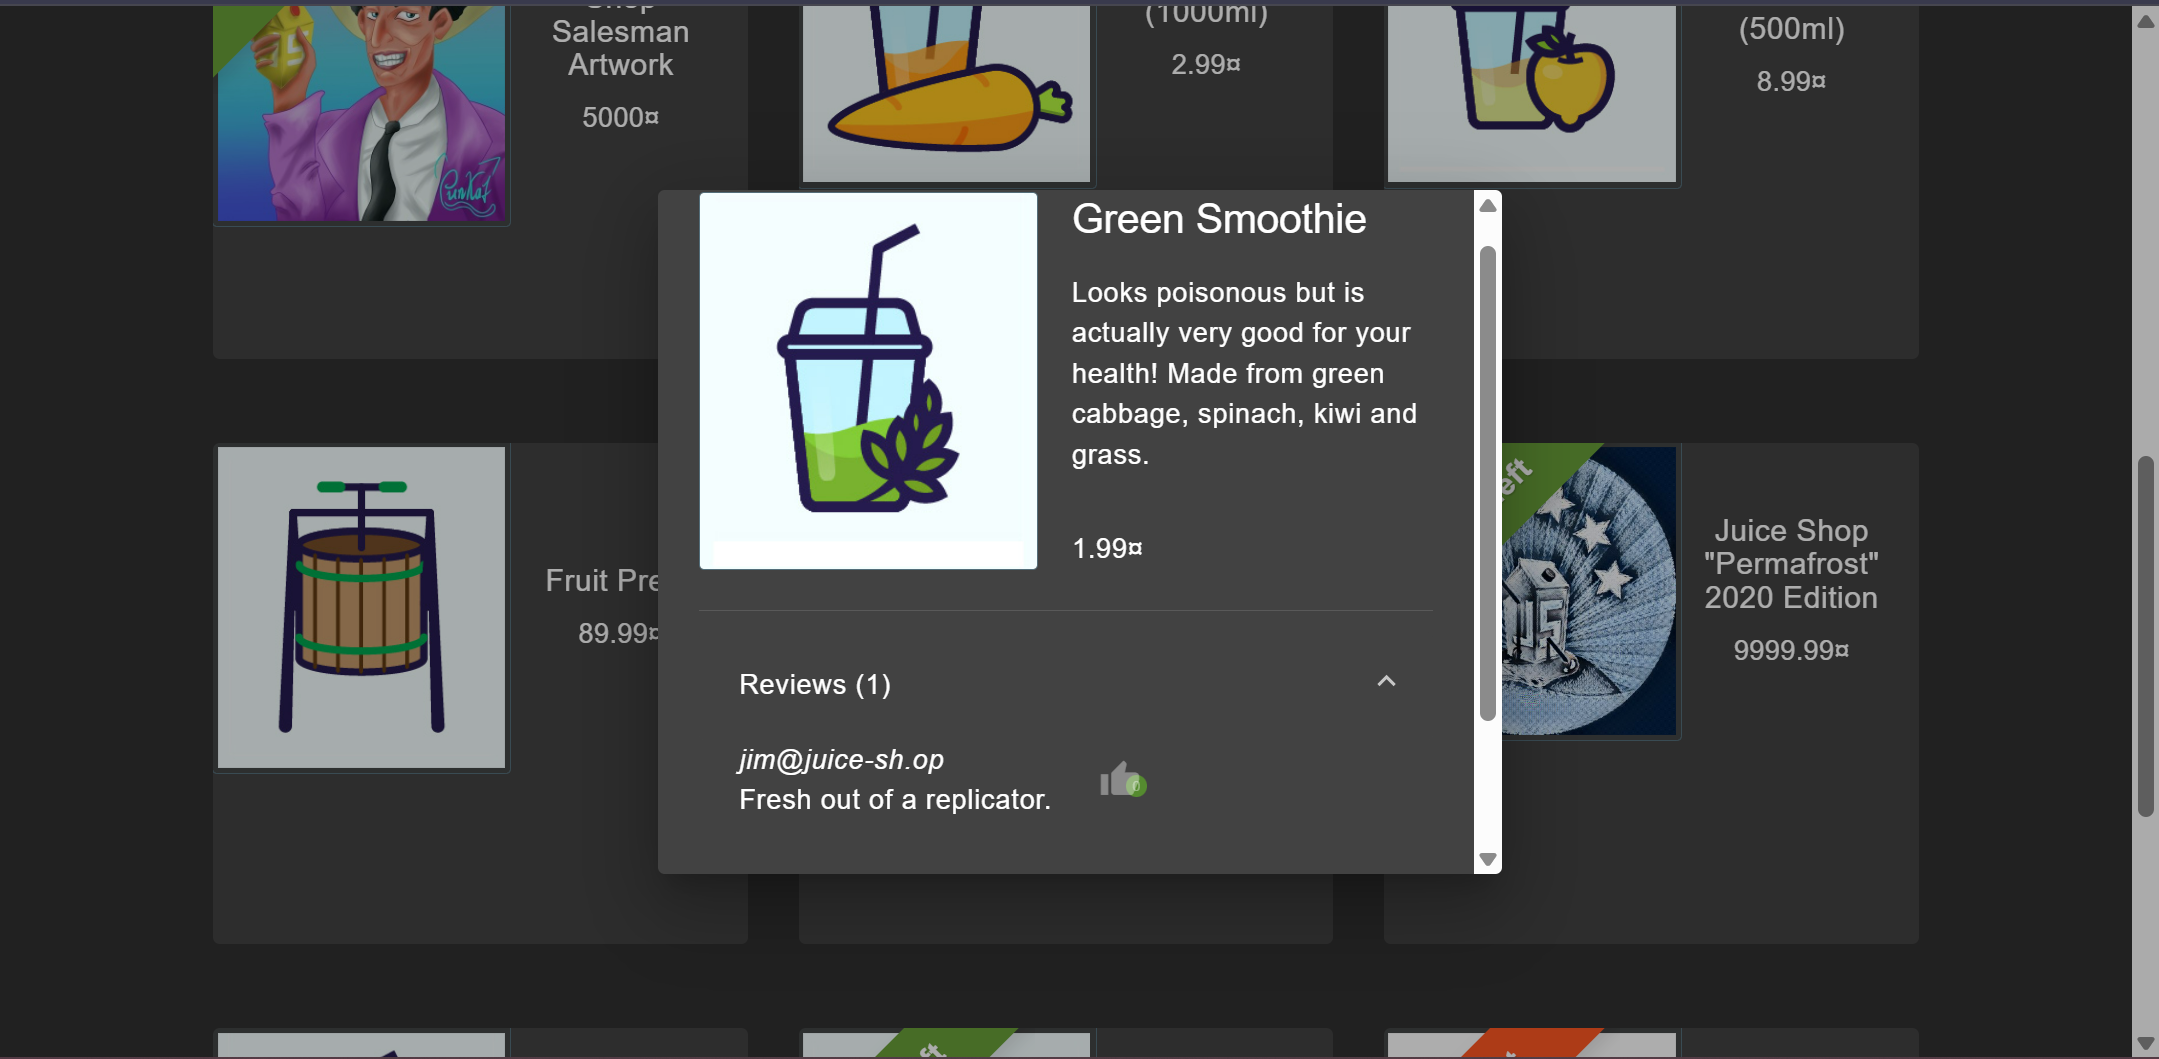 Shop
Salesman
Artwork
5000¤
(1000ml)
2.99¤
(500ml)
8.99¤
Green Smoothie
Looks poisonous but is
actually very good for your
health! Made from green
cabbage, spinach, kiwi and
grass.
1.99¤
Reviews (1)
jim@juice-sh.op
Fresh out of a replicator.
0
Fruit Pre
89.99¤
Juice Shop
"Permafrost"
2020 Edition
9999.99¤